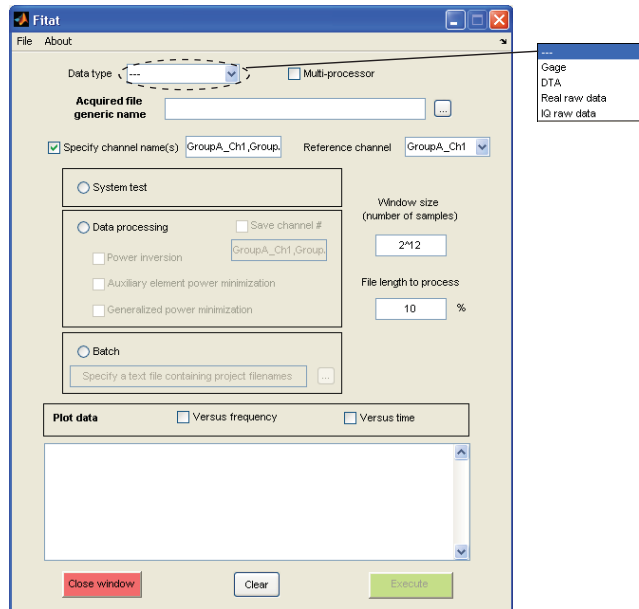 Fitat
File About
Data type --- Multi-processor
---
Gage
DTA
Real raw data
IQ raw data
Acquired file
generic name ...
Specify channel name(s) GroupA_Ch1,Group. Reference channel GroupA_Ch1
System test
Data processing Save channel #
GroupA_Ch1,Group.
Power inversion
Auxiliary element power minimization
Generalized power minimization
Window size
(number of samples)
2^12
File length to process
10 %
Batch
Specify a text file containing project filenames ...
Plot data Versus frequency Versus time
Close window Clear Execute